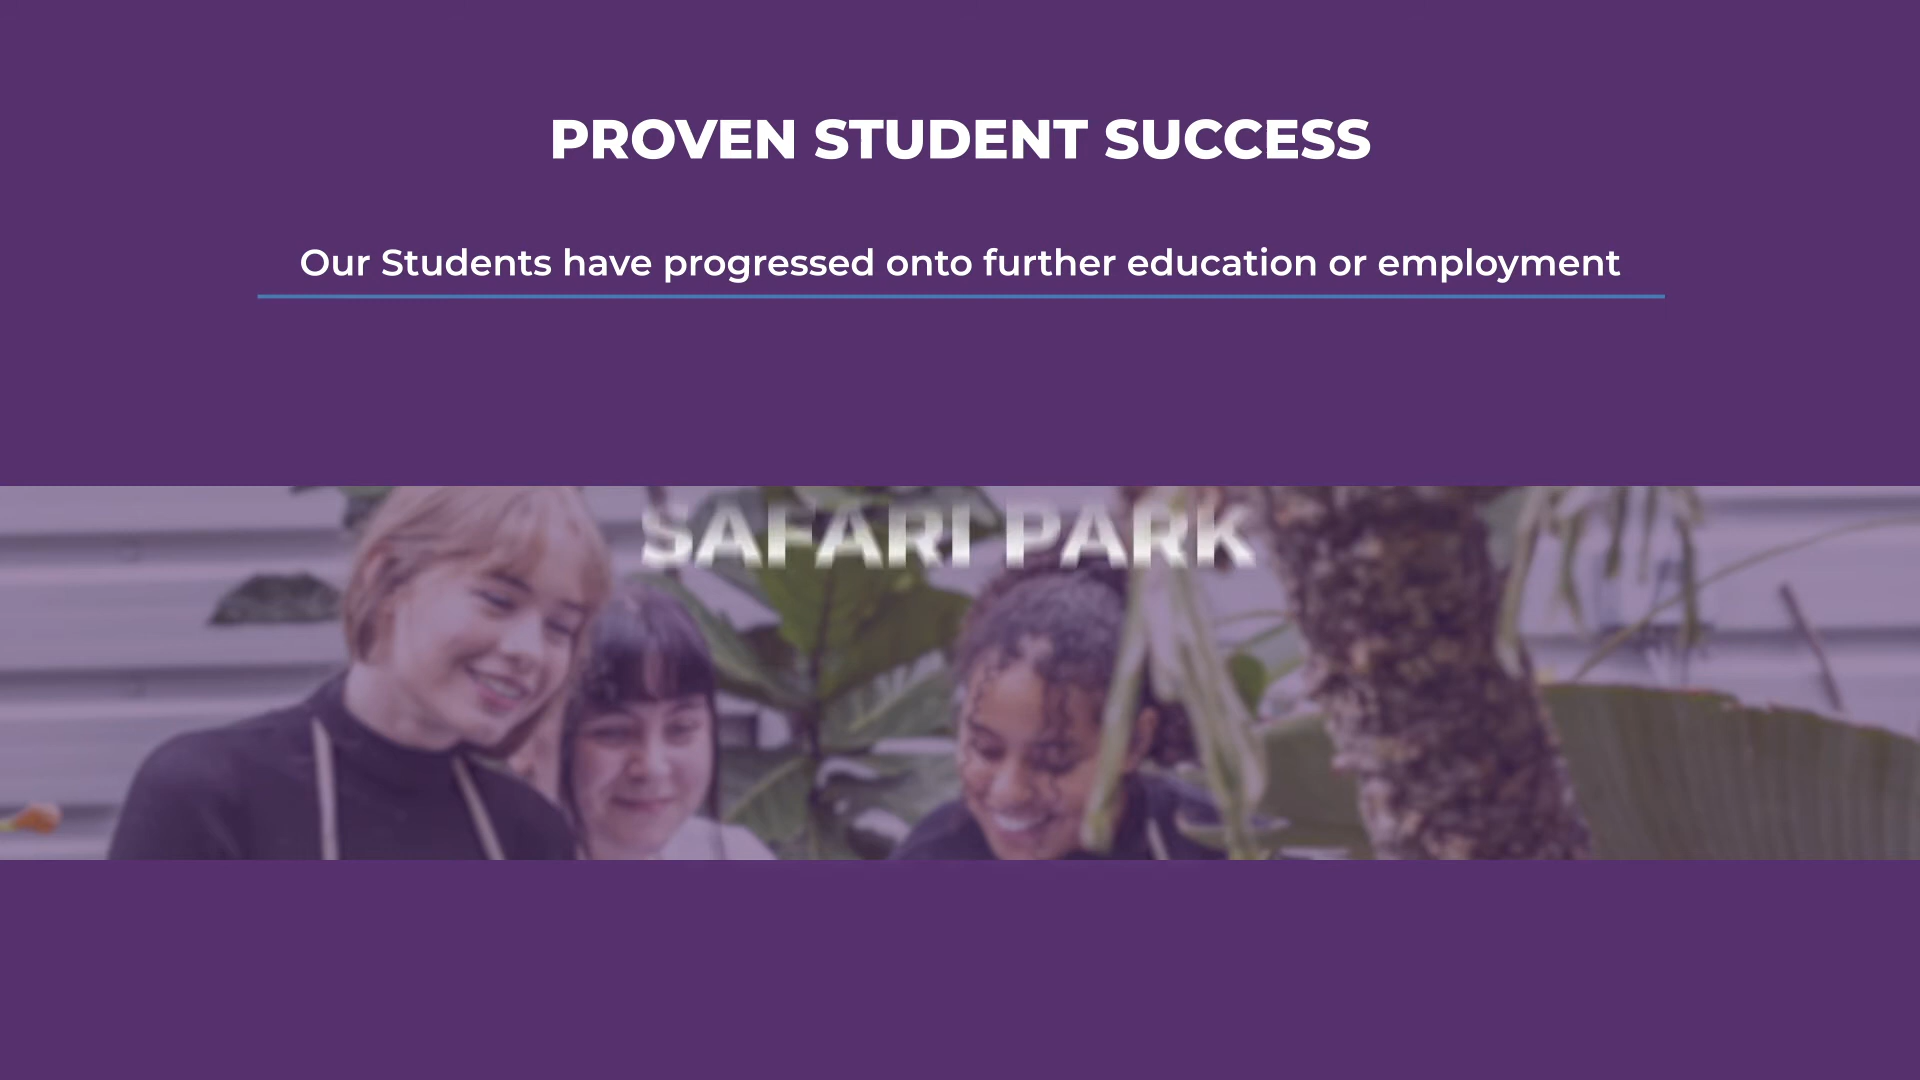 PROVEN STUDENT SUCCESS
Our Students have progressed onto further education or employment
SAFARI PARK